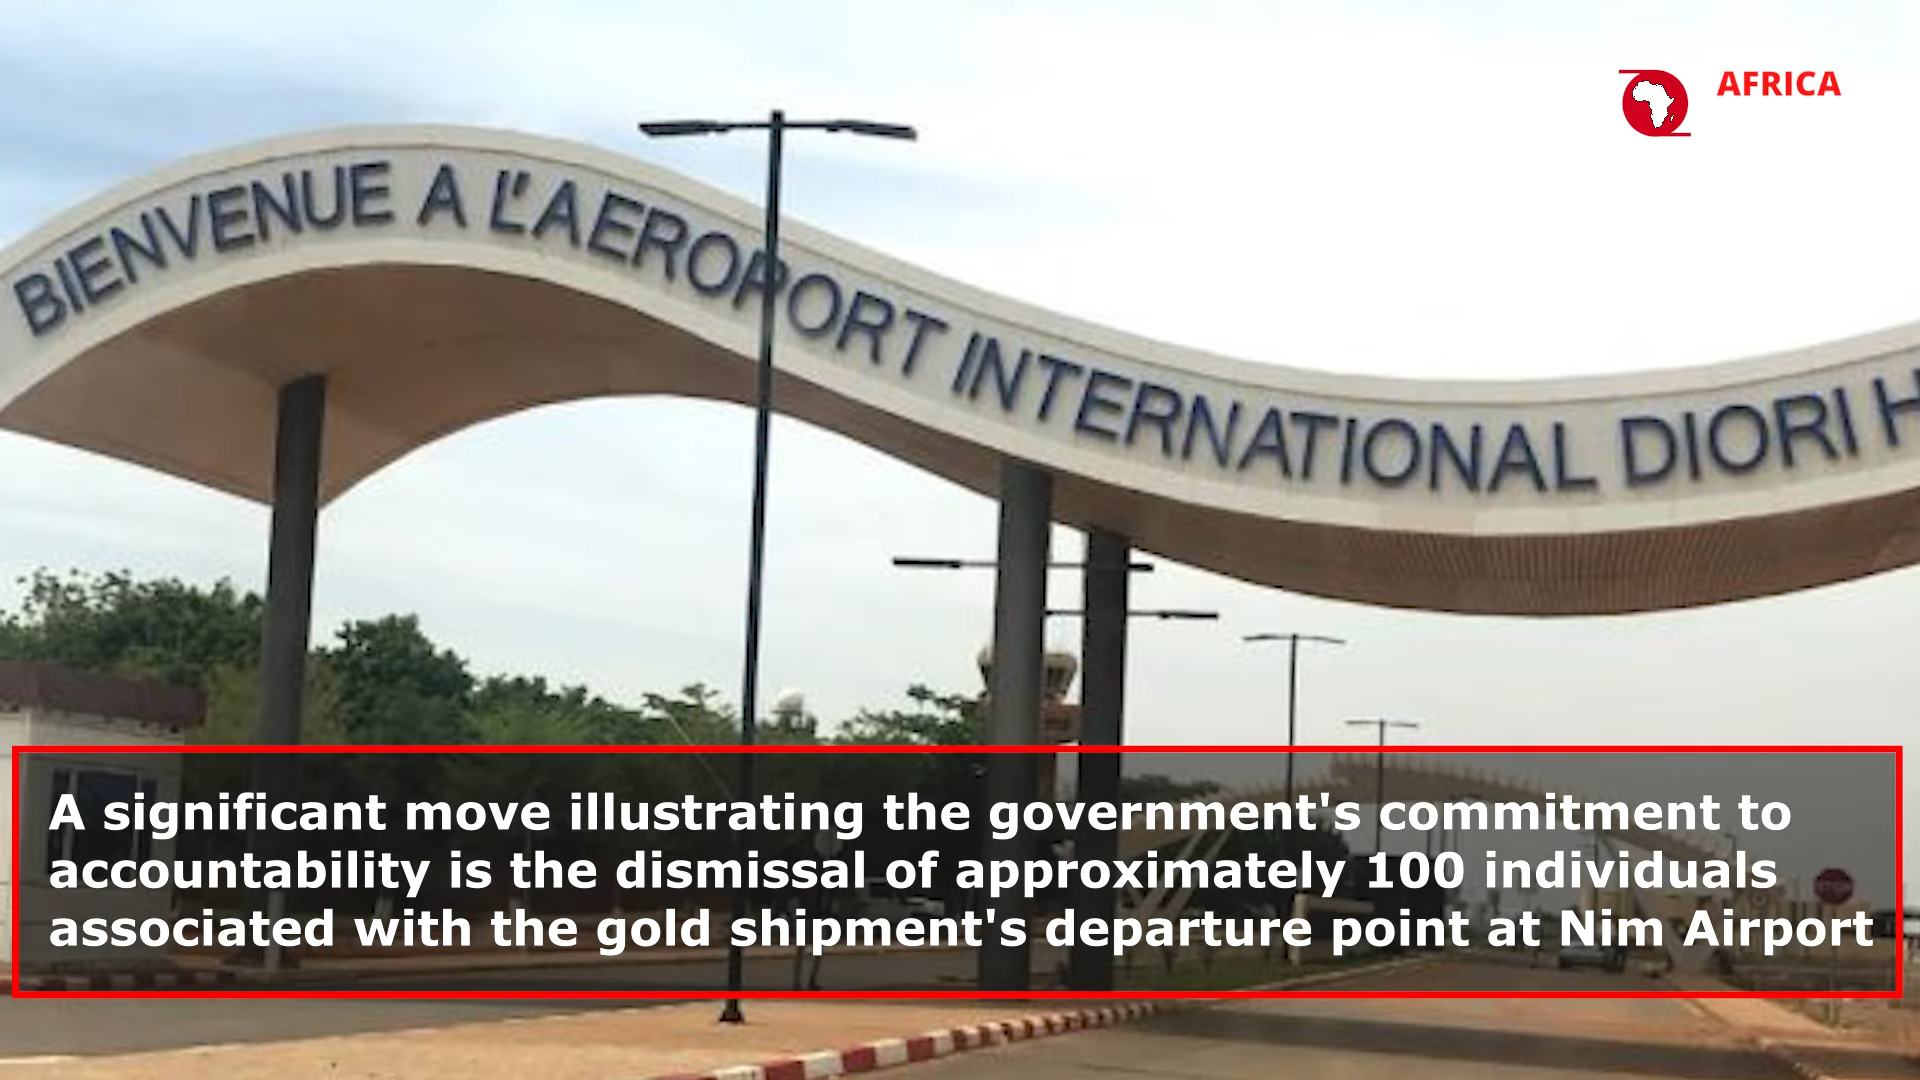 AFRICA
BIENVENUE A L'AEROPORT INTERNATIONAL DIORI H
A significant move illustrating the government's commitment to
accountability is the dismissal of approximately 100 individuals
associated with the gold shipment's departure point at Nim Airport
STOP